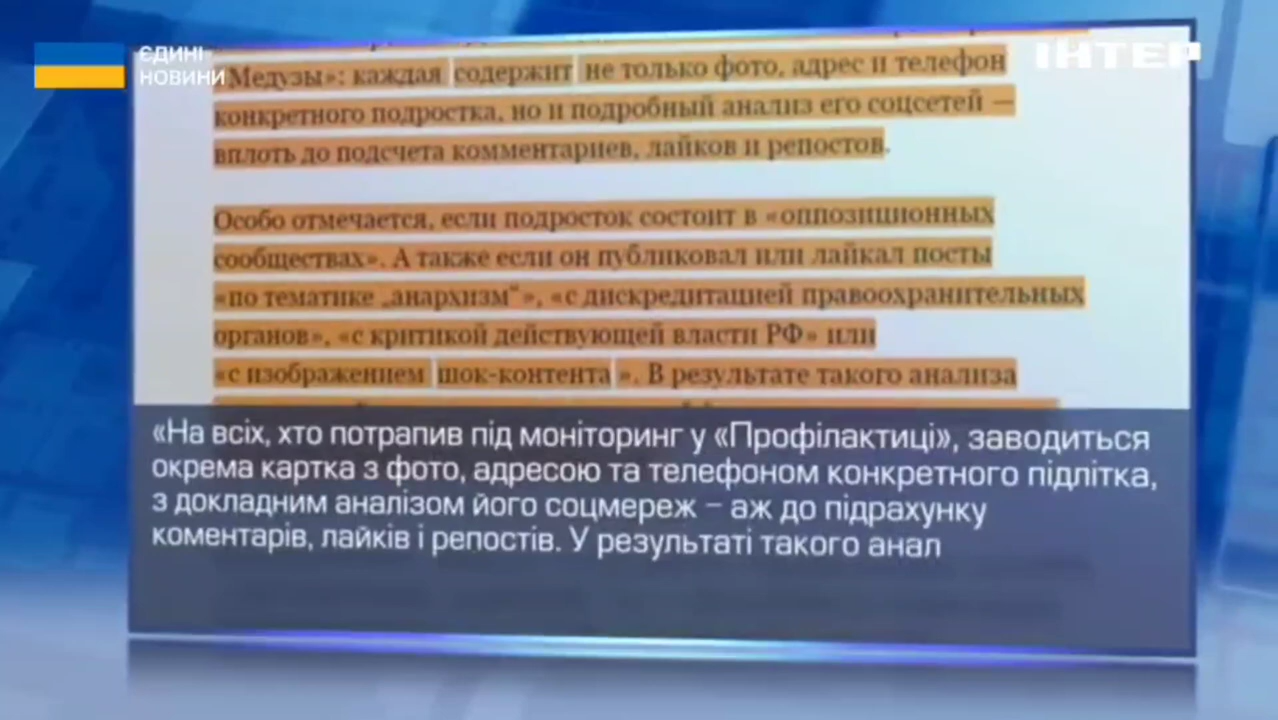 ЄДИНІ
НОВИНИ
ІНТЕР
«Медузы»: каждая содержит не только фото, адрес и телефон
конкретного подростка, но и подробный анализ его соцсетей —
вплоть до подсчета комментариев, лайков и репостов.
Особо отмечается, если подросток состоит в «оппозиционных
сообществах». А также если он публиковал или лайкал посты
«по тематике „анархизм“», «с дискредитацией правоохранительных
органов», «с критикой действующей власти РФ» или
«с изображением шок-контента». В результате такого анализа
«На всіх, хто потрапив під моніторинг у «Профілактиці», заводиться
окрема картка з фото, адресою та телефоном конкретного підлітка,
з докладним аналізом його соцмереж – аж до підрахунку
коментарів, лайків і репостів. У результаті такого анал